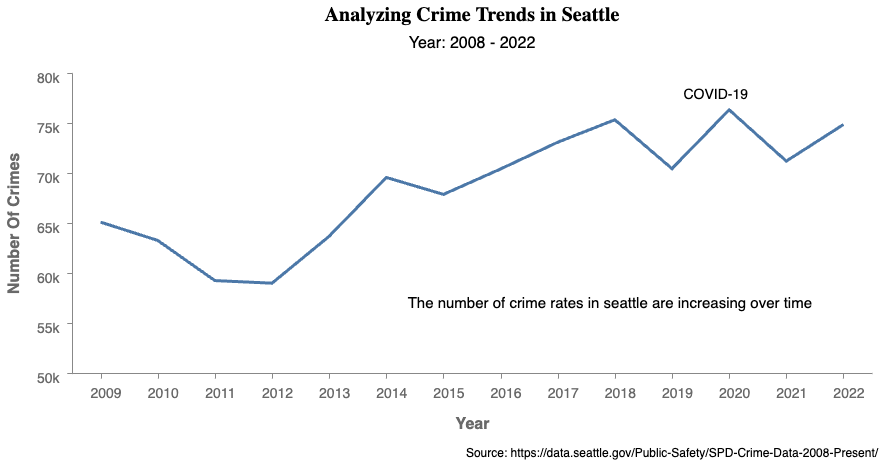 Analyzing Crime Trends in Seattle
Year: 2008 - 2022
80k
75k
70k
65k
60k
55k
50k
Number Of Crimes
COVID-19
The number of crime rates in seattle are increasing over time
2009 2010 2011 2012 2013 2014 2015 2016 2017 2018 2019 2020 2021 2022
Year
Source: https://data.seattle.gov/Public-Safety/SPD-Crime-Data-2008-Present/